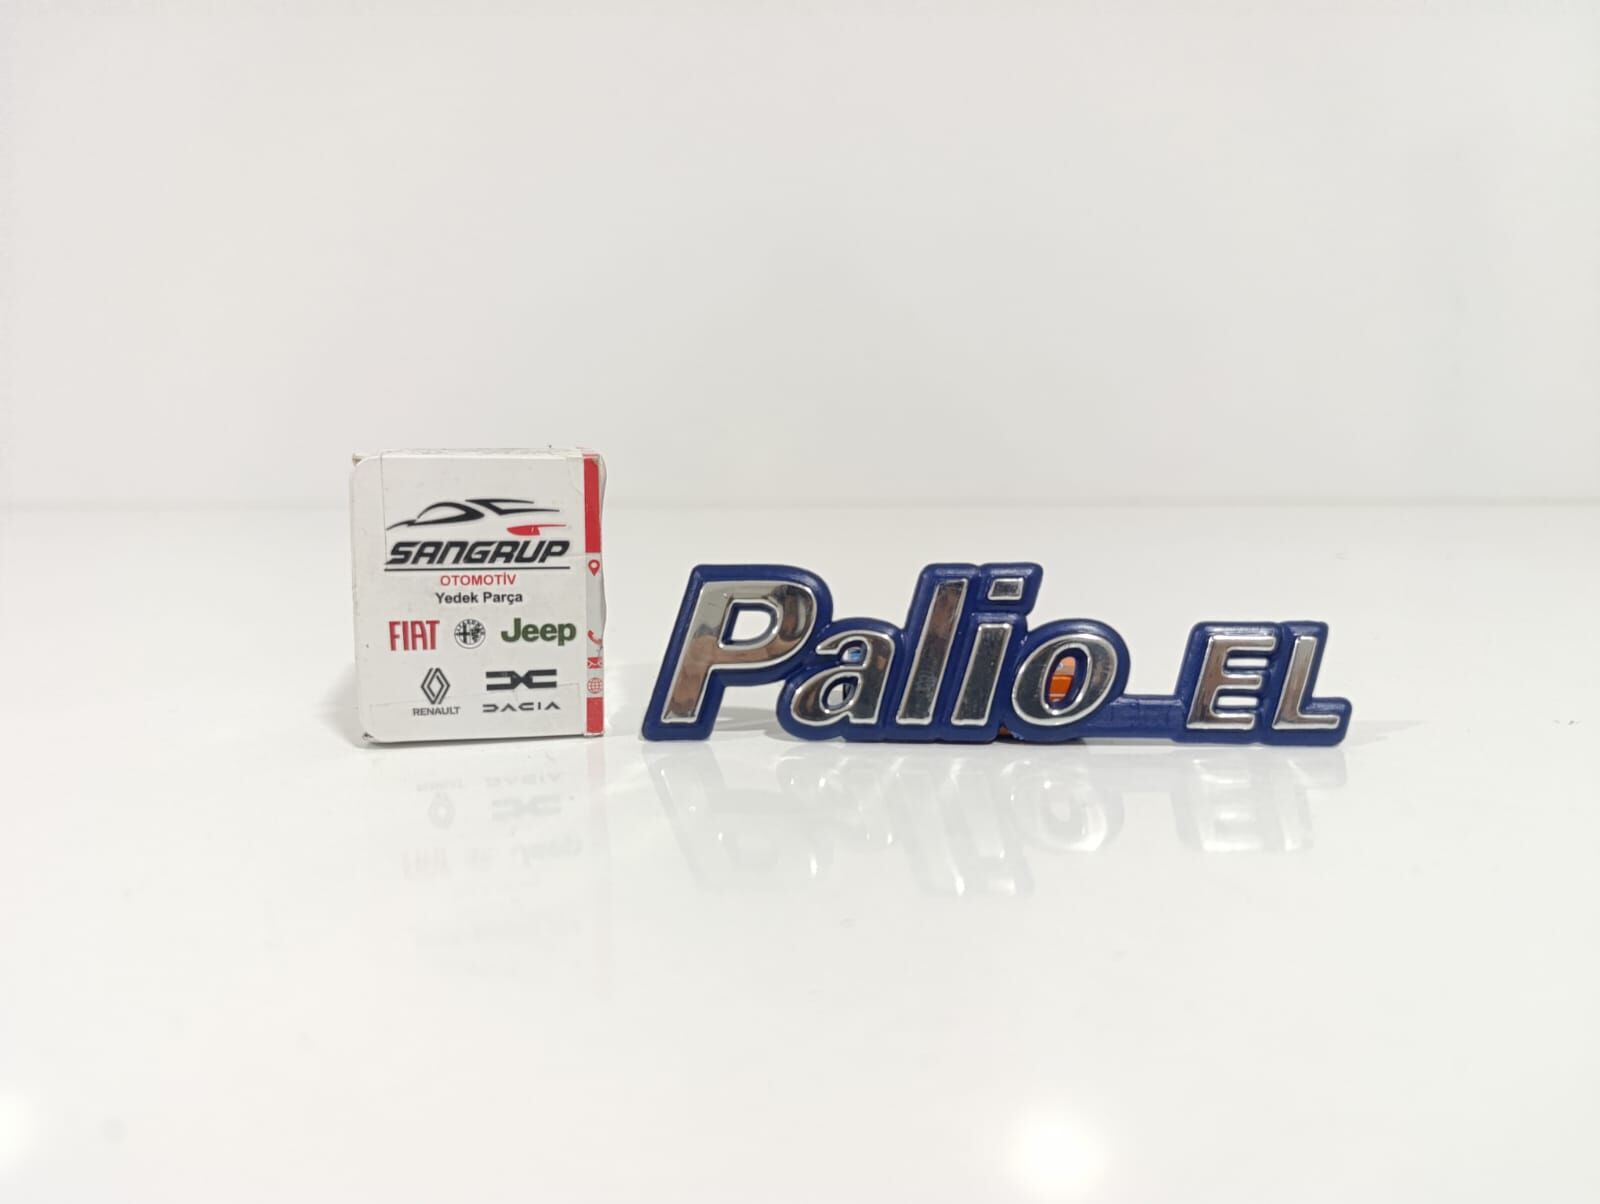 SANGRUP
OTOMOTİV
Yedek Parça
FIAT Jeep
RENAULT DACIA
Palio EL